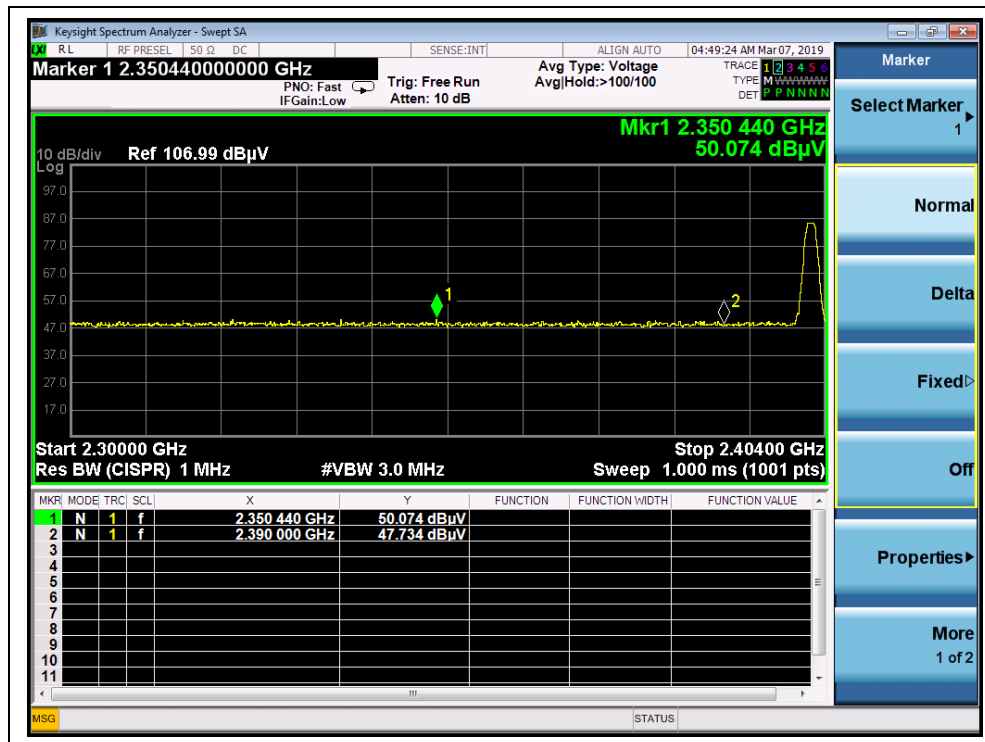 Keysight Spectrum Analyzer - Swept SA
LXI RL RF PRESEL 50 Ω DC SENSE:INT ALIGN AUTO 04:49:24 AM Mar 07, 2019
Marker 1 2.350440000000 GHz
PNO: Fast
IFGain:Low
Trig: Free Run
Atten: 10 dB
Avg Type: Voltage
Avg|Hold:>100/100
TRACE 1 2 3 4 5 6
TYPE M W W W W W
DET P P N N N N
Mkr1 2.350 440 GHz
50.074 dBµV
10 dB/div Ref 106.99 dBµV
Log
97.0
87.0
77.0
67.0
57.0
47.0
37.0
27.0
17.0
1
2
Start 2.30000 GHz Stop 2.40400 GHz
Res BW (CISPR) 1 MHz #VBW 3.0 MHz Sweep 1.000 ms (1001 pts)
MKR MODE TRC SCL X Y FUNCTION FUNCTION WIDTH FUNCTION VALUE
1 N 1 f 2.350 440 GHz 50.074 dBµV
2 N 1 f 2.390 000 GHz 47.734 dBµV
3
4
5
6
7
8
9
10
11
MSG STATUS
Marker
Select Marker
1
Normal
Delta
Fixed
Off
Properties
More
1 of 2